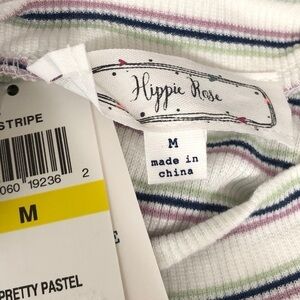 Hippie Rose
M
made in
china
STRIPE
060 19236 2
M
PRETTY PASTEL